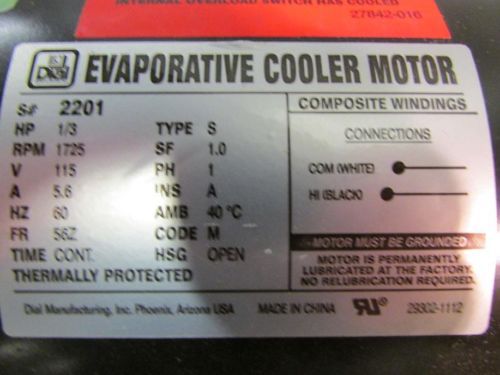 INTERNAL OVERLOAD SWITCH HAS COOLED
27842-016
Dial EVAPORATIVE COOLER MOTOR
S# 2201
HP 1/3 TYPE S
RPM 1725 SF 1.0
V 115 PH 1
A 5.6 INS A
HZ 60 AMB 40 °C
FR 56Z CODE M
TIME CONT. HSG OPEN
THERMALLY PROTECTED
COMPOSITE WINDINGS
CONNECTIONS
COM (WHITE)
HI (BLACK)
MOTOR MUST BE GROUNDED
MOTOR IS PERMANENTLY
LUBRICATED AT THE FACTORY.
NO RELUBRICATION REQUIRED.
Dial Manufacturing, Inc. Phoenix, Arizona USA MADE IN CHINA 29302-1112